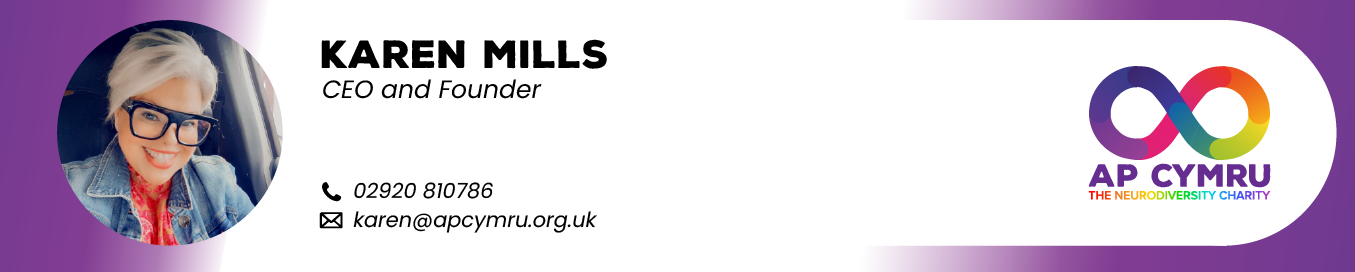 KAREN MILLS
CEO and Founder
02920 810786
karen@apcymru.org.uk
AP CYMRU
THE NEURODIVERSITY CHARITY